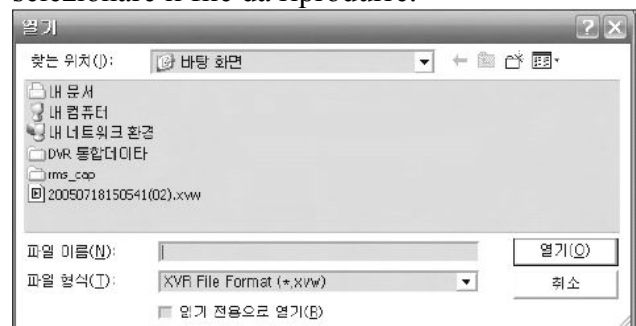 selezionare il file da riprodurre.
열기
찾는 위치(I): 바탕 화면
내 문서
내 컴퓨터
내 네트워크 환경
DVR 통합데이타
rms_cap
20050718150541(02).xvw
파일 이름(N): 열기(O)
파일 형식(T): XVR File Format (*.xvw) 취소
읽기 전용으로 열기(R)